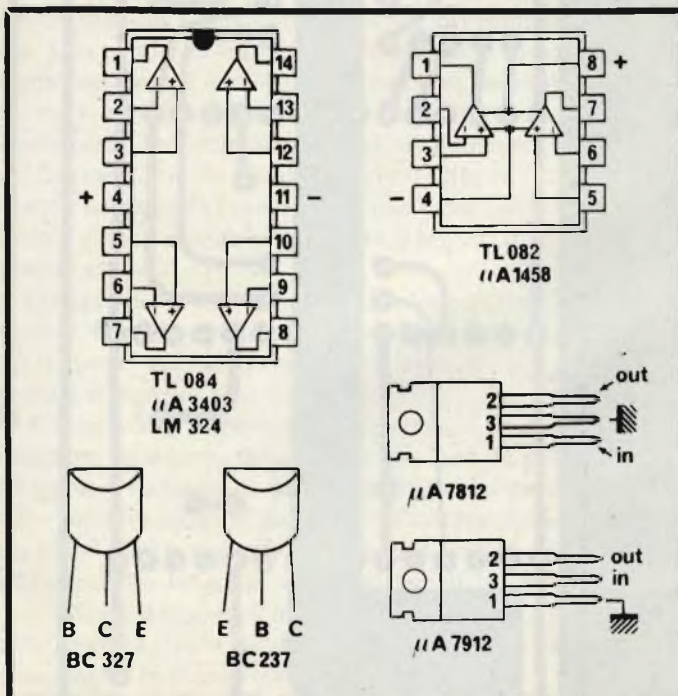 1
14
2
13
3
12
+ 4
11 −
5
10
6
9
7
8
TL 084
μA 3403
LM 324
1
8 +
2
7
3
6
− 4
5
TL 082
μA 1458
out
2
3
1
in
μA 7812
2 out
3 in
1
μA 7912
B C E
BC 327
E B C
BC 237